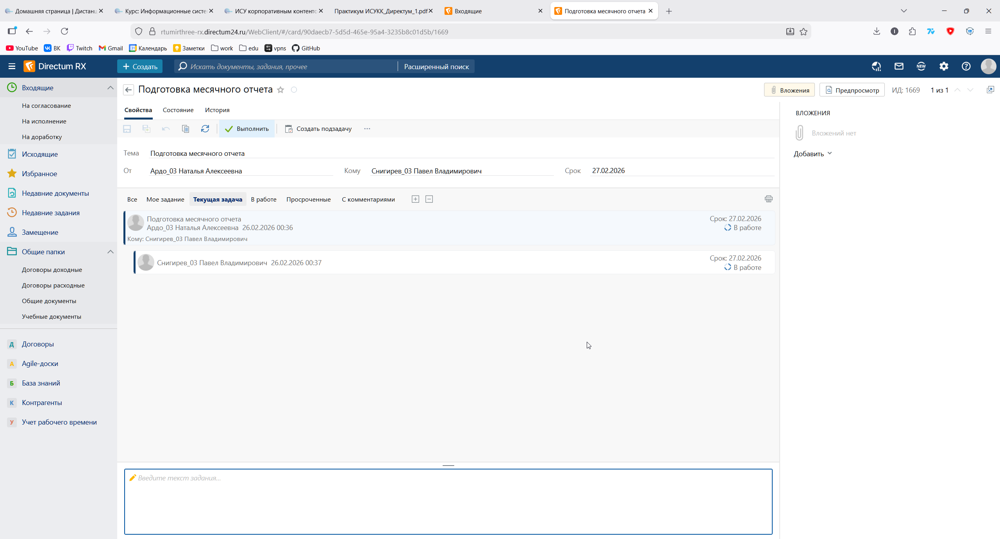 Домашняя страница | Дистанц
Курс: Информационные систе
ИСУ корпоративным контенто
Практикум ИСУКК_Директум_1.pdf
Входящие
Подготовка месячного отчета
rtumirthree-rx.directum24.ru/WebClient/#/card/90daecb7-5d5d-465e-95a4-3235b8c01d5b/1669
YouTube
ВК
Twitch
Gmail
31 Календарь
Заметки
work
edu
vpns
GitHub
Directum RX
Создать
Искать документы, задания, прочее
Расширенный поиск
NEW
Входящие
На согласование
На исполнение
На доработку
Исходящие
Избранное
Недавние документы
Недавние задания
Замещение
Общие папки
Договоры доходные
Договоры расходные
Общие документы
Учебные документы
Д Договоры
А Agile-доски
Б База знаний
К Контрагенты
У Учет рабочего времени
Подготовка месячного отчета
Вложения
Предпросмотр
ИД: 1669
1 из 1
Свойства
Состояние
История
Выполнить
Создать подзадачу
Тема Подготовка месячного отчета
От Ардо_03 Наталья Алексеевна
Кому Снигирев_03 Павел Владимирович
Срок 27.02.2026
Все
Мое задание
Текущая задача
В работе
Просроченные
С комментариями
Подготовка месячного отчета
Срок: 27.02.2026
Ардо_03 Наталья Алексеевна 26.02.2026 00:36
В работе
Кому: Снигирев_03 Павел Владимирович
Снигирев_03 Павел Владимирович 26.02.2026 00:37
Срок: 27.02.2026
В работе
Введите текст задания...
ВЛОЖЕНИЯ
Вложений нет
Добавить